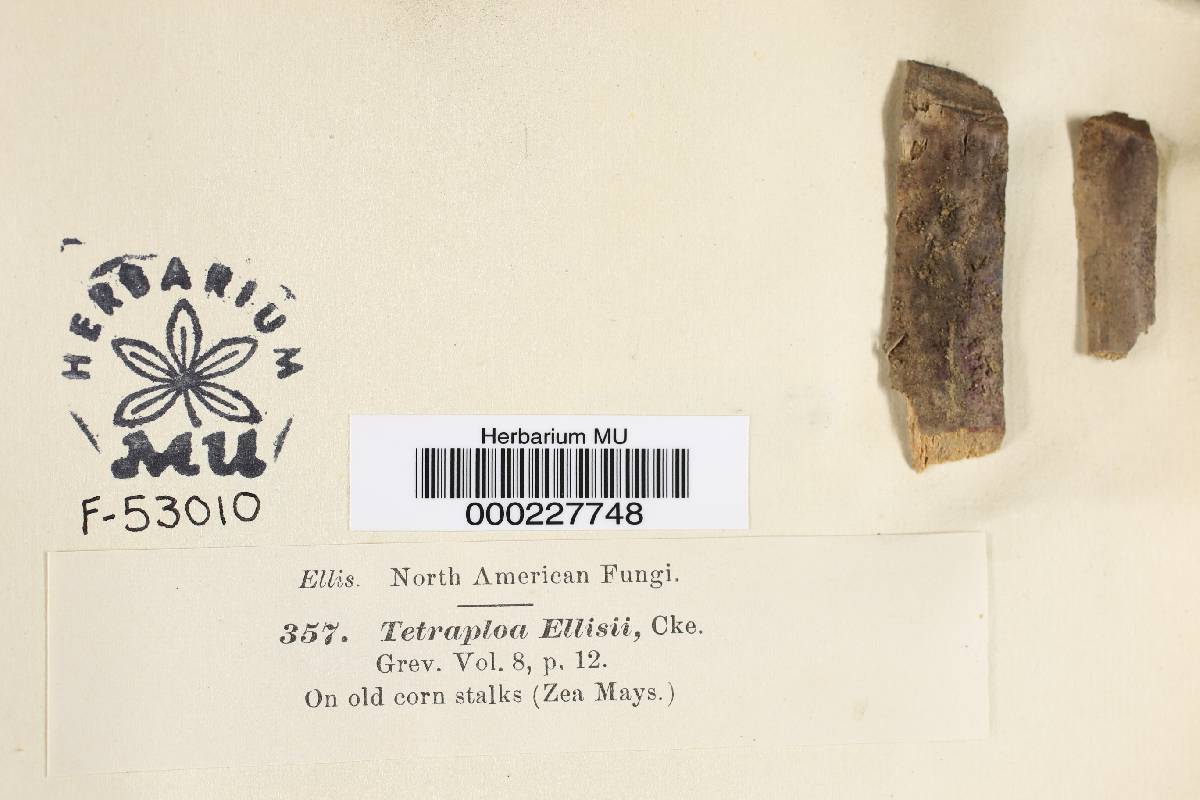 HERBARIUM
MU
F-53010
Herbarium MU
000227748
Ellis. North American Fungi.
357. Tetraploa Ellisii, Cke.
Grev. Vol. 8, p. 12.
On old corn stalks (Zea Mays.)